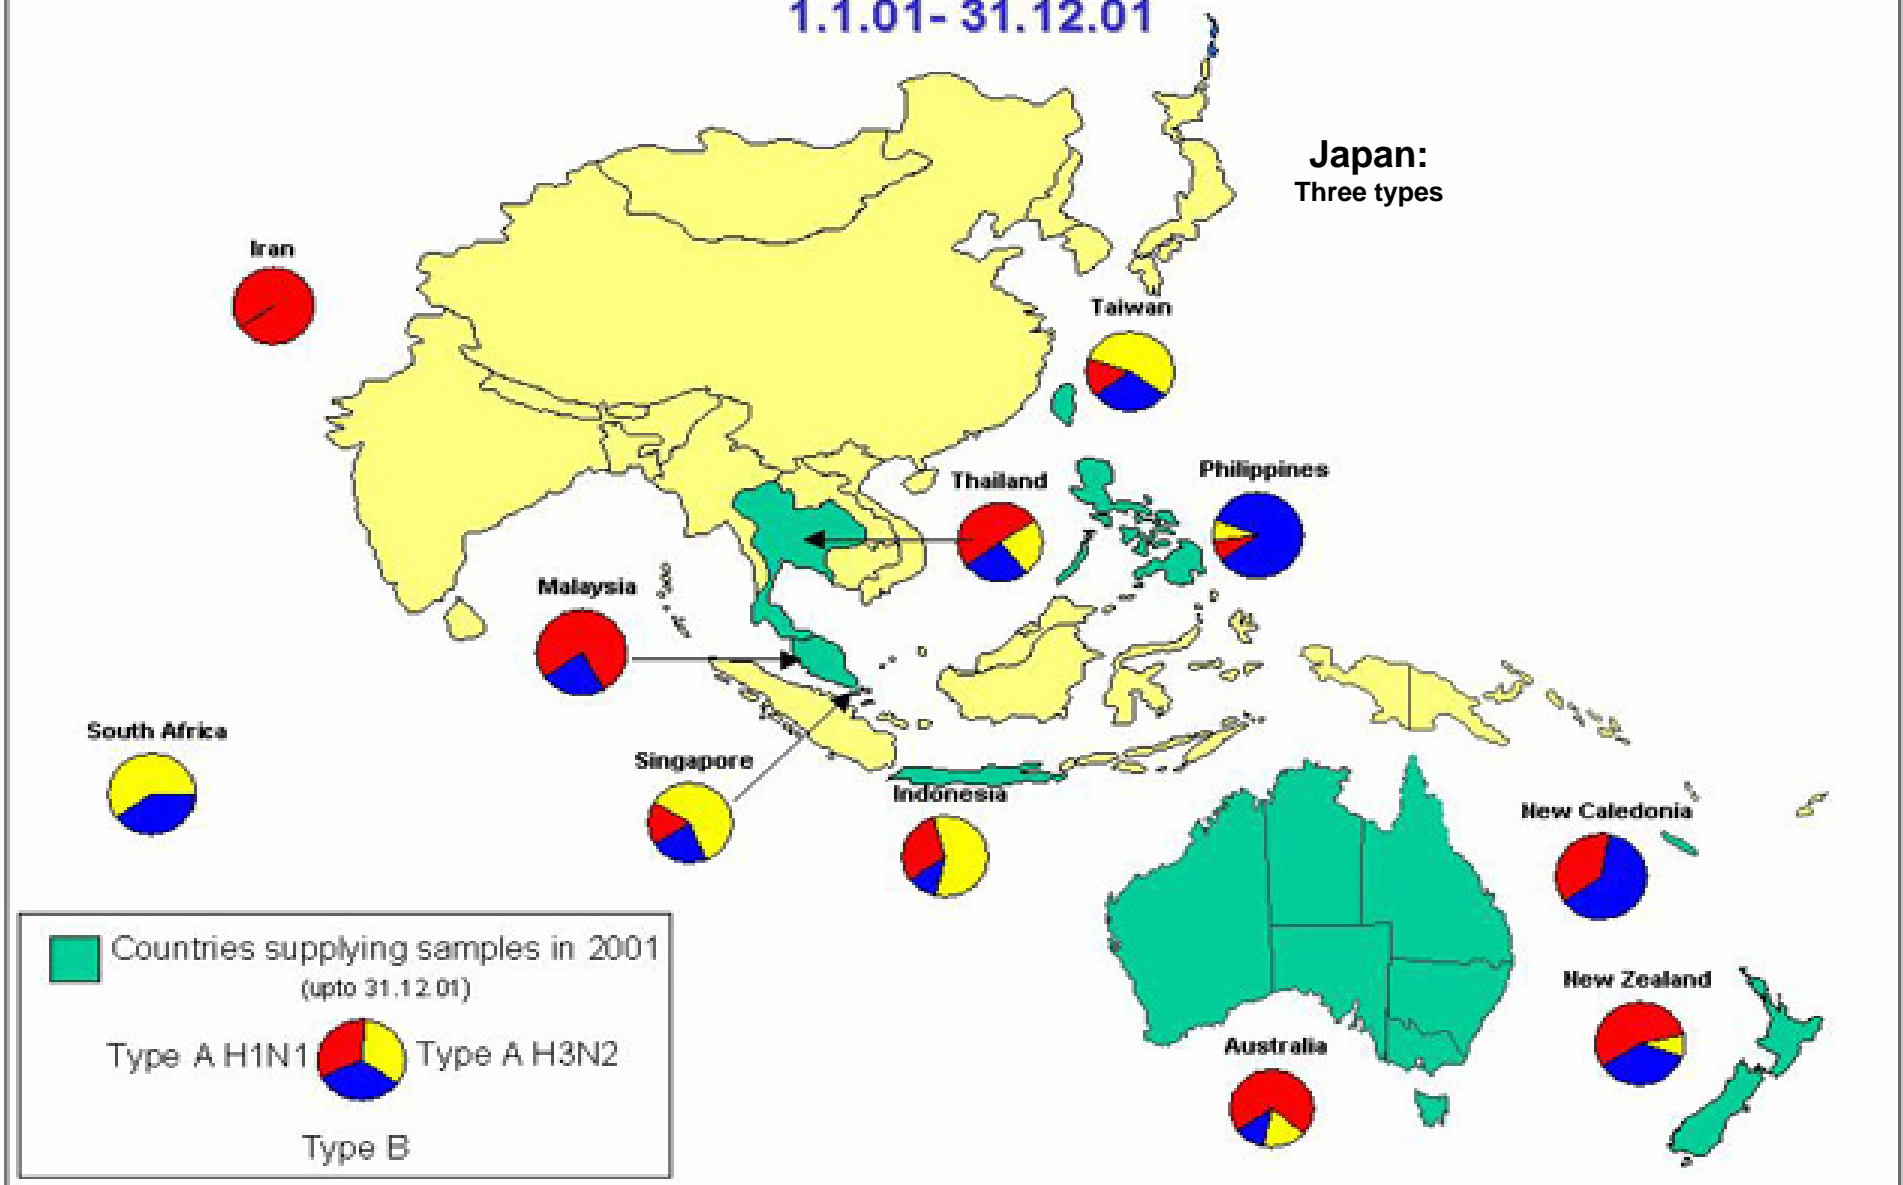 1.1.01- 31.12.01
Japan:
Three types
Iran
Taiwan
Philippines
Thailand
Malaysia
South Africa
Singapore
Indonesia
New Caledonia
New Zealand
Australia
Countries supplying samples in 2001
(upto 31.12.01)
Type A H1N1
Type A H3N2
Type B